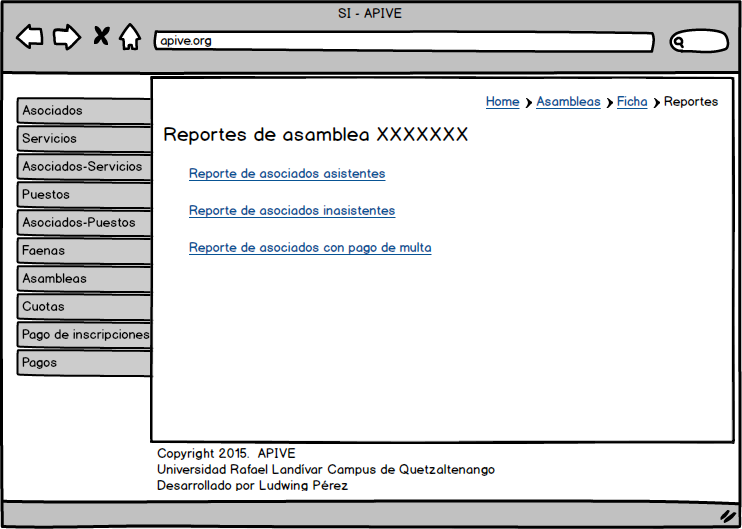 SI - APIVE
apive.org
Asociados
Servicios
Asociados-Servicios
Puestos
Asociados-Puestos
Faenas
Asambleas
Cuotas
Pago de inscripciones
Pagos
Home ❯ Asambleas ❯ Ficha ❯ Reportes
Reportes de asamblea XXXXXXX
Reporte de asociados asistentes
Reporte de asociados inasistentes
Reporte de asociados con pago de multa
Copyright 2015. APIVE
Universidad Rafael Landívar Campus de Quetzaltenango
Desarrollado por Ludwing Pérez